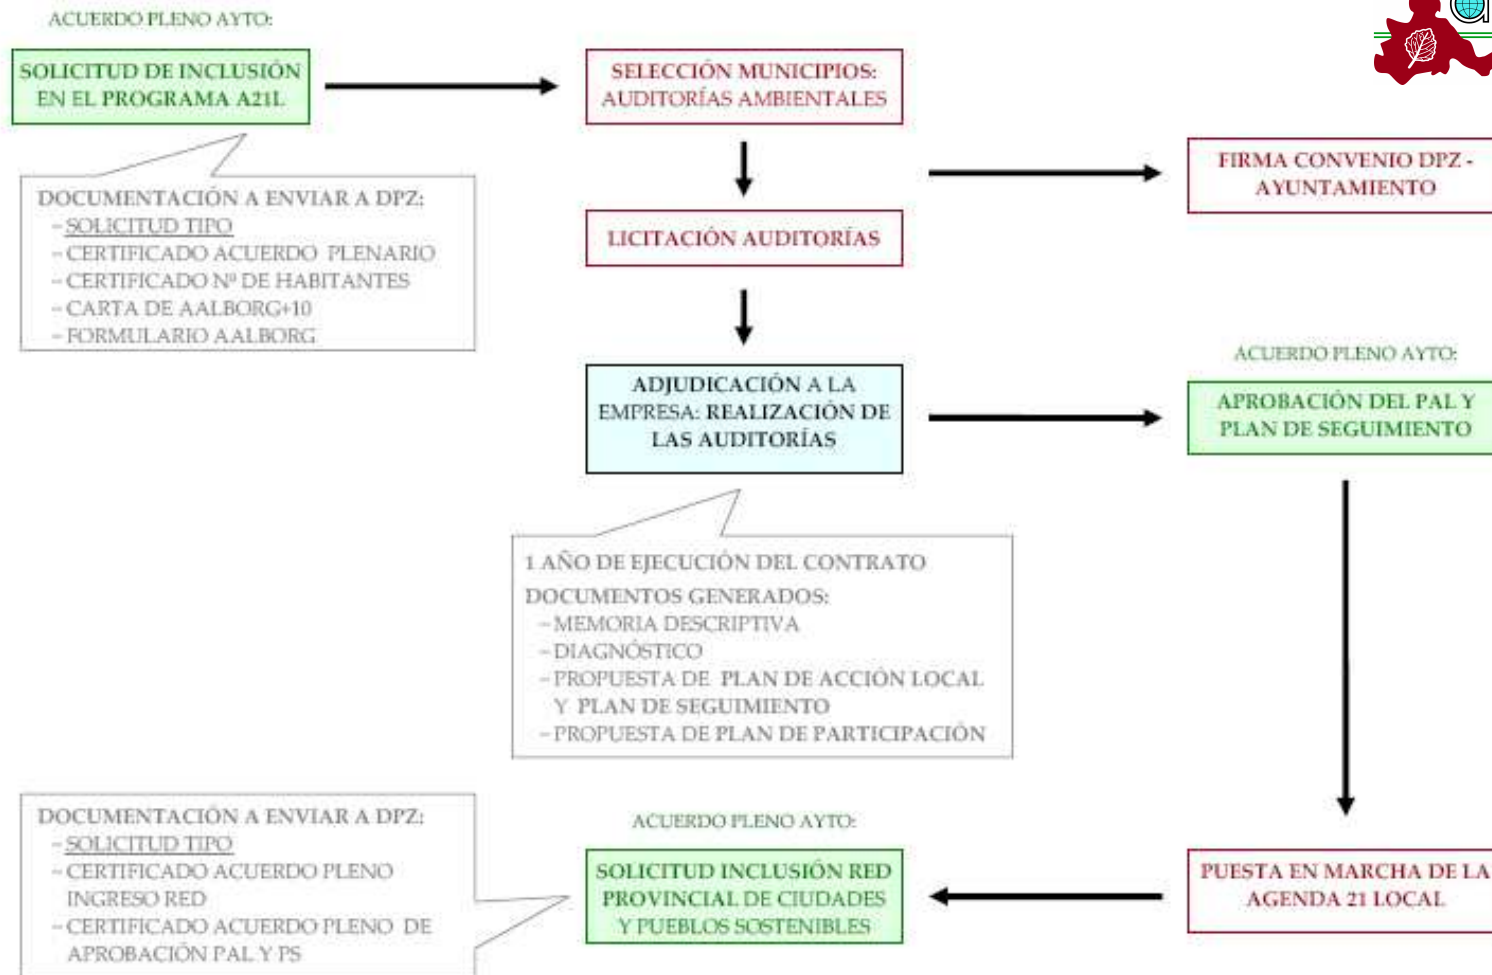 ACUERDO PLENO AYTO:
SOLICITUD DE INCLUSIÓN
EN EL PROGRAMA A21L
SELECCIÓN MUNICIPIOS:
AUDITORÍAS AMBIENTALES
DOCUMENTACIÓN A ENVIAR A DPZ:
– SOLICITUD TIPO
– CERTIFICADO ACUERDO PLENARIO
– CERTIFICADO Nº DE HABITANTES
– CARTA DE AALBORG+10
– FORMULARIO AALBORG
FIRMA CONVENIO DPZ -
AYUNTAMIENTO
LICITACIÓN AUDITORÍAS
ADJUDICACIÓN A LA
EMPRESA: REALIZACIÓN DE
LAS AUDITORÍAS
ACUERDO PLENO AYTO:
APROBACIÓN DEL PAL Y
PLAN DE SEGUIMIENTO
1 AÑO DE EJECUCIÓN DEL CONTRATO
DOCUMENTOS GENERADOS:
– MEMORIA DESCRIPTIVA
– DIAGNÓSTICO
– PROPUESTA DE PLAN DE ACCIÓN LOCAL
Y PLAN DE SEGUIMIENTO
– PROPUESTA DE PLAN DE PARTICIPACIÓN
PUESTA EN MARCHA DE LA
AGENDA 21 LOCAL
ACUERDO PLENO AYTO:
SOLICITUD INCLUSIÓN RED
PROVINCIAL DE CIUDADES
Y PUEBLOS SOSTENIBLES
DOCUMENTACIÓN A ENVIAR A DPZ:
– SOLICITUD TIPO
– CERTIFICADO ACUERDO PLENO
INGRESO RED
– CERTIFICADO ACUERDO PLENO DE
APROBACIÓN PAL Y PS